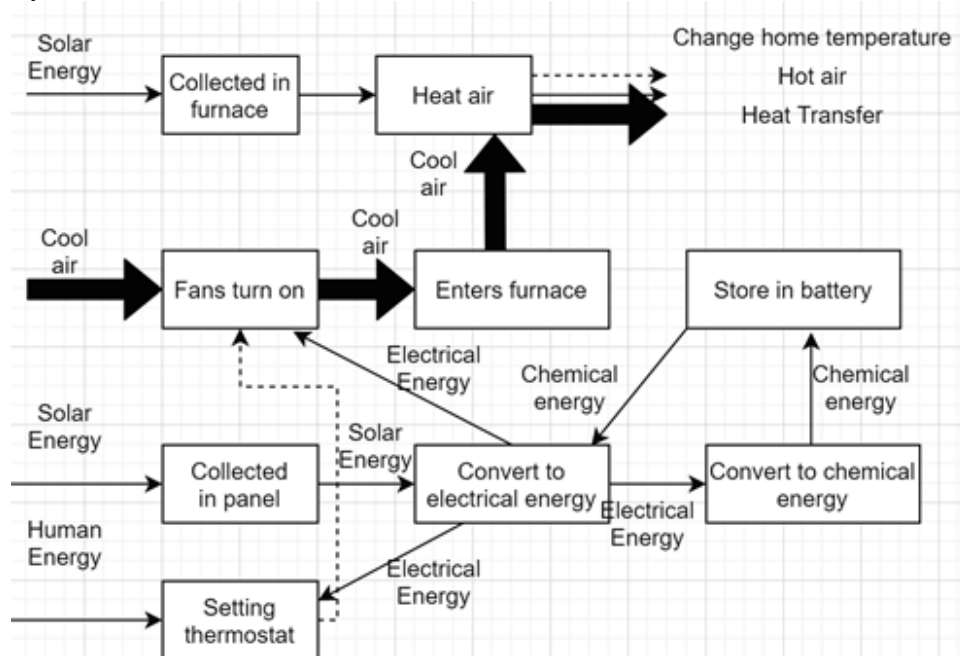 Solar
Energy
Collected in
furnace
Heat air
Change home temperature
Hot air
Heat Transfer
Cool
air
Cool
air
Cool
air
Fans turn on
Enters furnace
Store in battery
Electrical
Energy
Chemical
energy
Chemical
energy
Solar
Energy
Collected
in panel
Solar
Energy
Convert to
electrical energy
Electrical
Energy
Convert to chemical
energy
Human
Energy
Setting
thermostat
Electrical
Energy